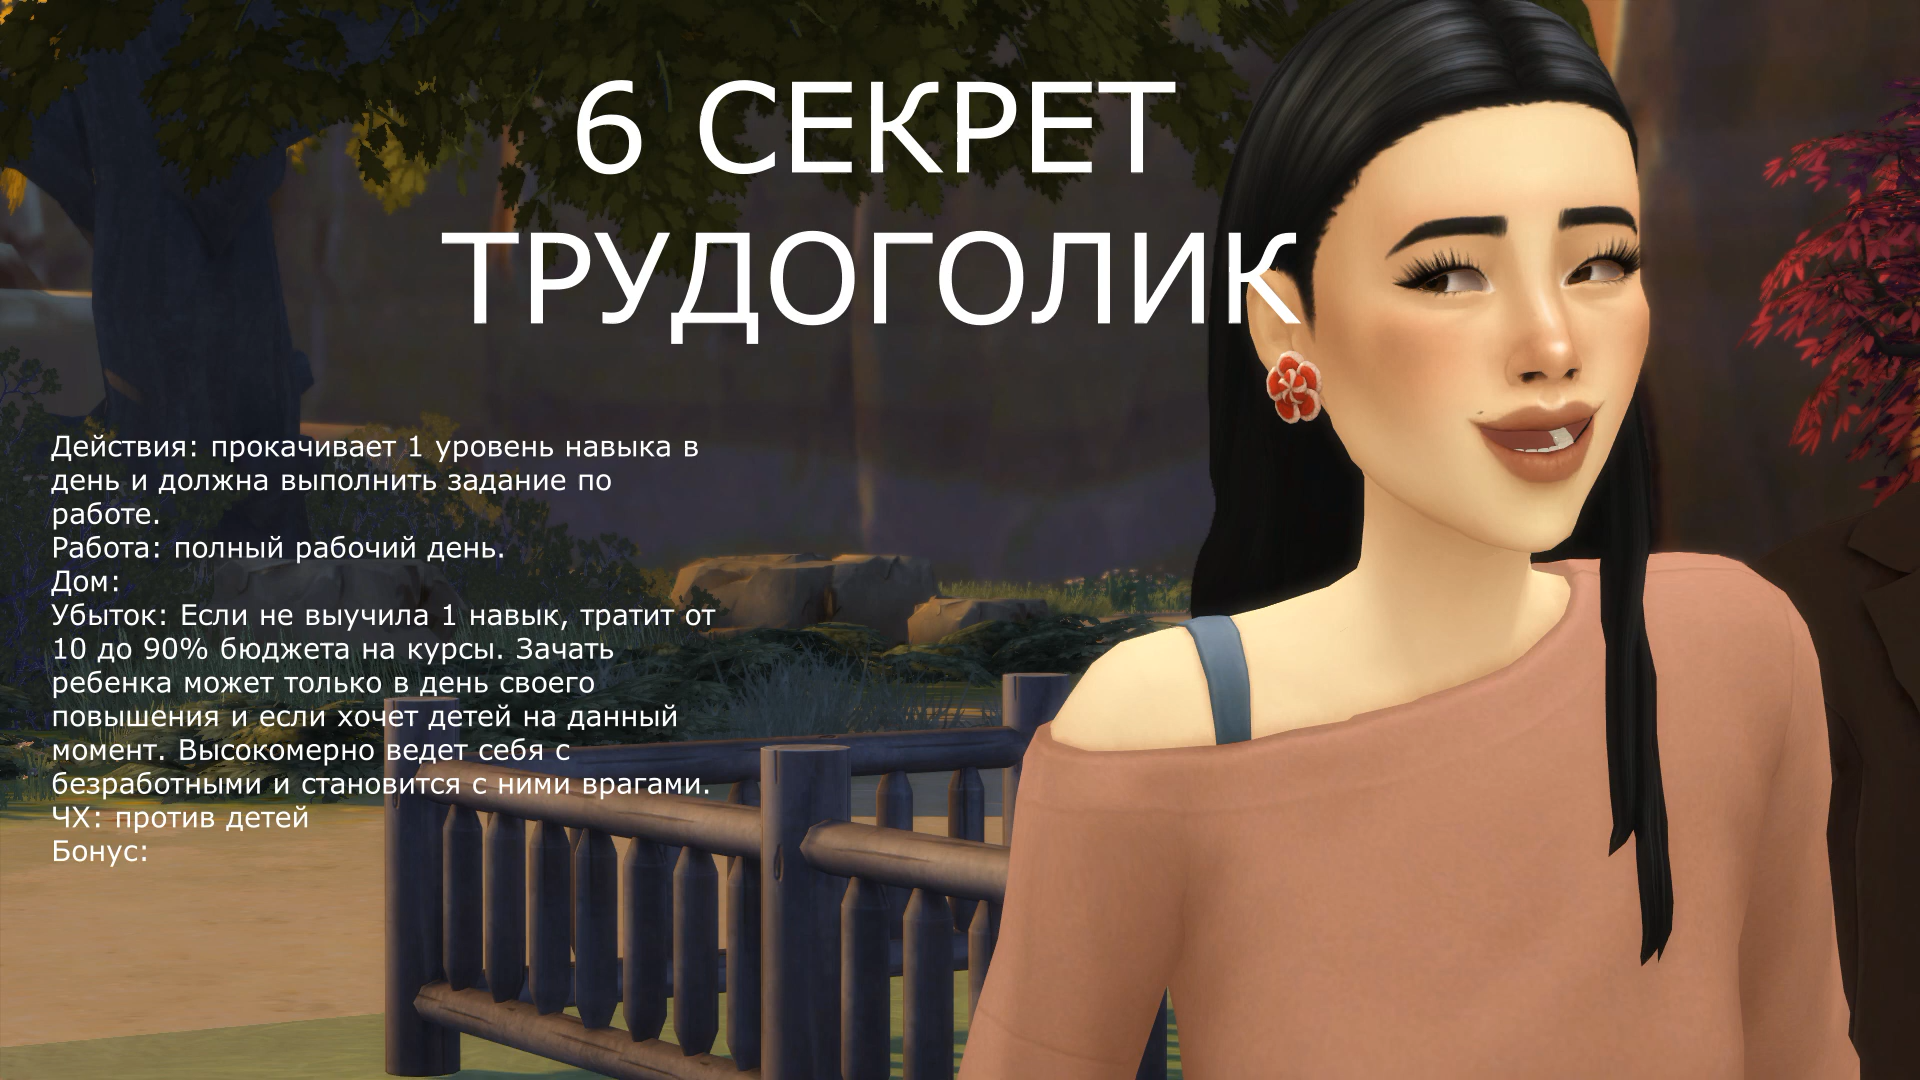 6 СЕКРЕТ
ТРУДОГОЛИК
Действия: прокачивает 1 уровень навыка в
день и должна выполнить задание по
работе.
Работа: полный рабочий день.
Дом:
Убыток: Если не выучила 1 навык, тратит от
10 до 90% бюджета на курсы. Зачать
ребенка может только в день своего
повышения и если хочет детей на данный
момент. Высокомерно ведет себя с
безработными и становится с ними врагами.
ЧХ: против детей
Бонус: